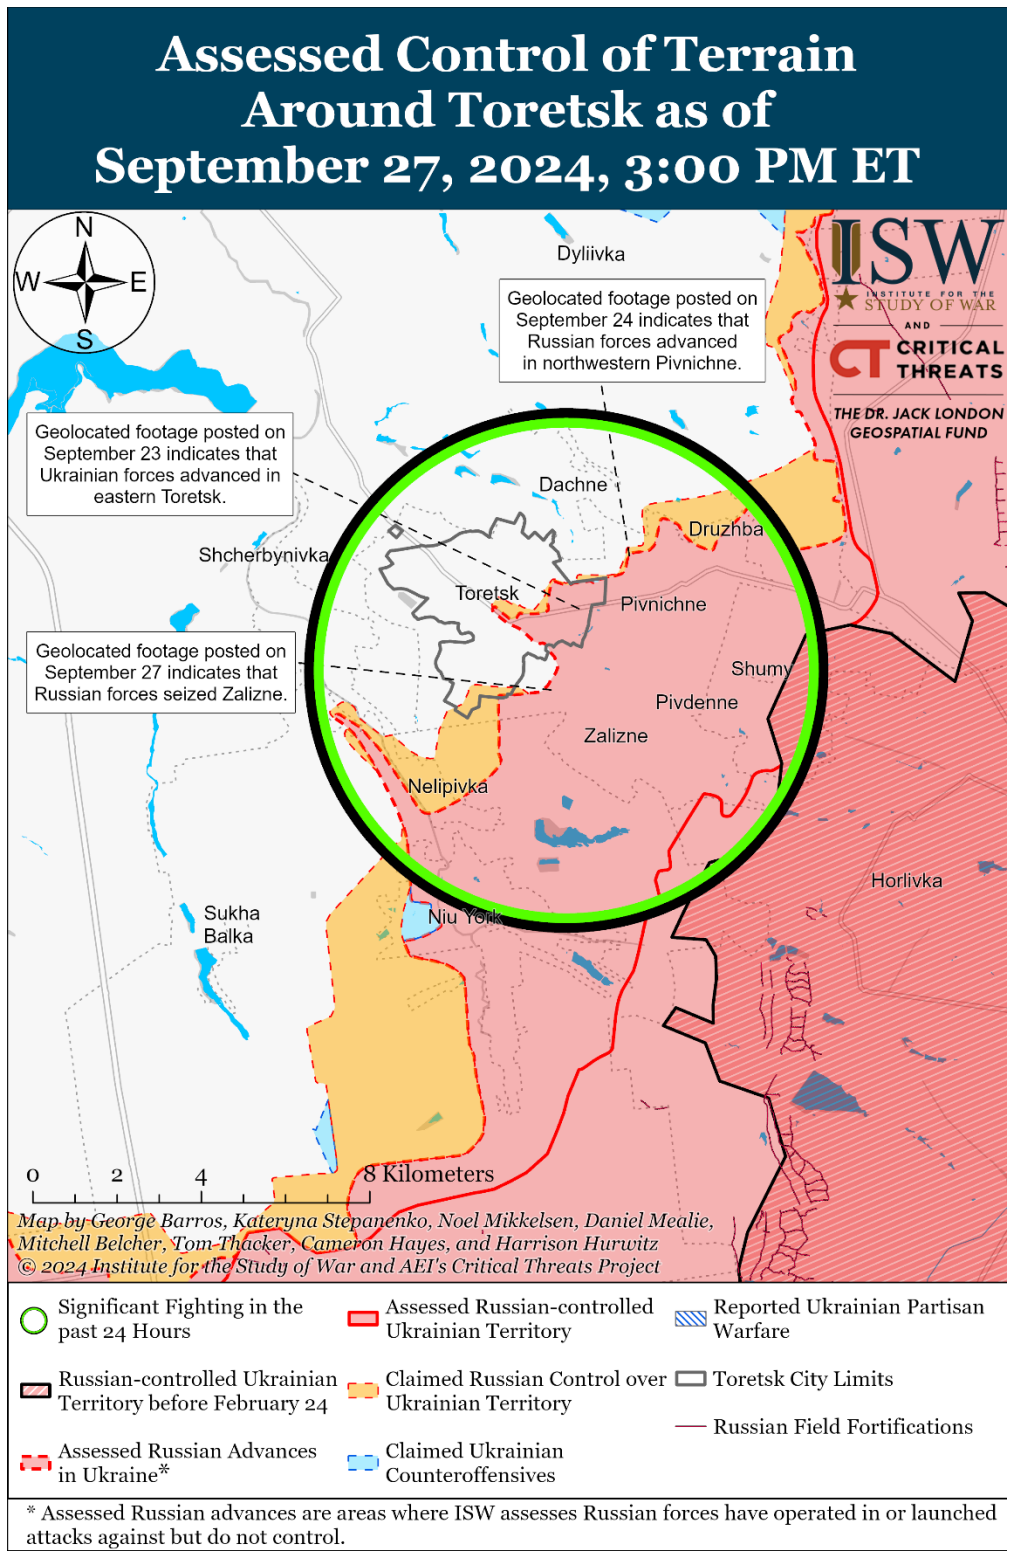 Assessed Control of Terrain
Around Toretsk as of
September 27, 2024, 3:00 PM ET
N
W
E
S
Dyliivka
ISW
INSTITUTE FOR THE
STUDY OF WAR
AND
CT CRITICAL
THREATS
THE DR. JACK LONDON
GEOSPATIAL FUND
Geolocated footage posted on
September 24 indicates that
Russian forces advanced
in northwestern Pivnichne.
Geolocated footage posted on
September 23 indicates that
Ukrainian forces advanced in
eastern Toretsk.
Dachne
Druzhba
Shcherbynivka
Toretsk
Pivnichne
Geolocated footage posted on
September 27 indicates that
Russian forces seized Zalizne.
Shumy
Pivdenne
Zalizne
Nelipivka
Horlivka
Niu York
Sukha
Balka
0 2 4 8 Kilometers
Map by George Barros, Kateryna Stepanenko, Noel Mikkelsen, Daniel Mealie,
Mitchell Belcher, Tom Thacker, Cameron Hayes, and Harrison Hurwitz
© 2024 Institute for the Study of War and AEI's Critical Threats Project
Significant Fighting in the
past 24 Hours
Russian-controlled Ukrainian
Territory before February 24
Assessed Russian Advances
in Ukraine*
Assessed Russian-controlled
Ukrainian Territory
Claimed Russian Control over
Ukrainian Territory
Claimed Ukrainian
Counteroffensives
Reported Ukrainian Partisan
Warfare
Toretsk City Limits
Russian Field Fortifications
* Assessed Russian advances are areas where ISW assesses Russian forces have operated in or launched
attacks against but do not control.